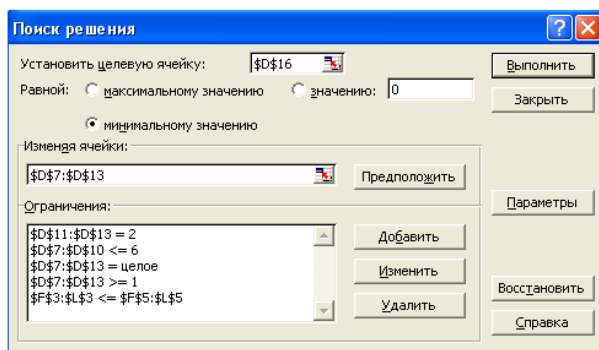 Поиск решения
Установить целевую ячейку: $D$16
Выполнить
Равной: максимальному значению значению: 0
Закрыть
минимальному значению
Изменяя ячейки:
$D$7:$D$13 Предположить
Параметры
Ограничения:
$D$11:$D$13 = 2
$D$7:$D$10 <= 6
$D$7:$D$13 = целое
$D$7:$D$13 >= 1
$F$3:$L$3 <= $F$5:$L$5
Добавить
Изменить
Удалить
Восстановить
Справка